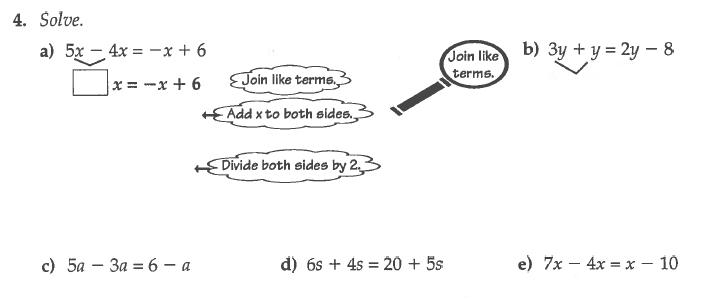 4. Solve.
a) 5x − 4x = −x + 6
x = −x + 6
Join like terms.
Add x to both sides.
Divide both sides by 2.
Join like
terms.
b) 3y + y = 2y − 8
c) 5a − 3a = 6 − a
d) 6s + 4s = 20 + 5s
e) 7x − 4x = x − 10